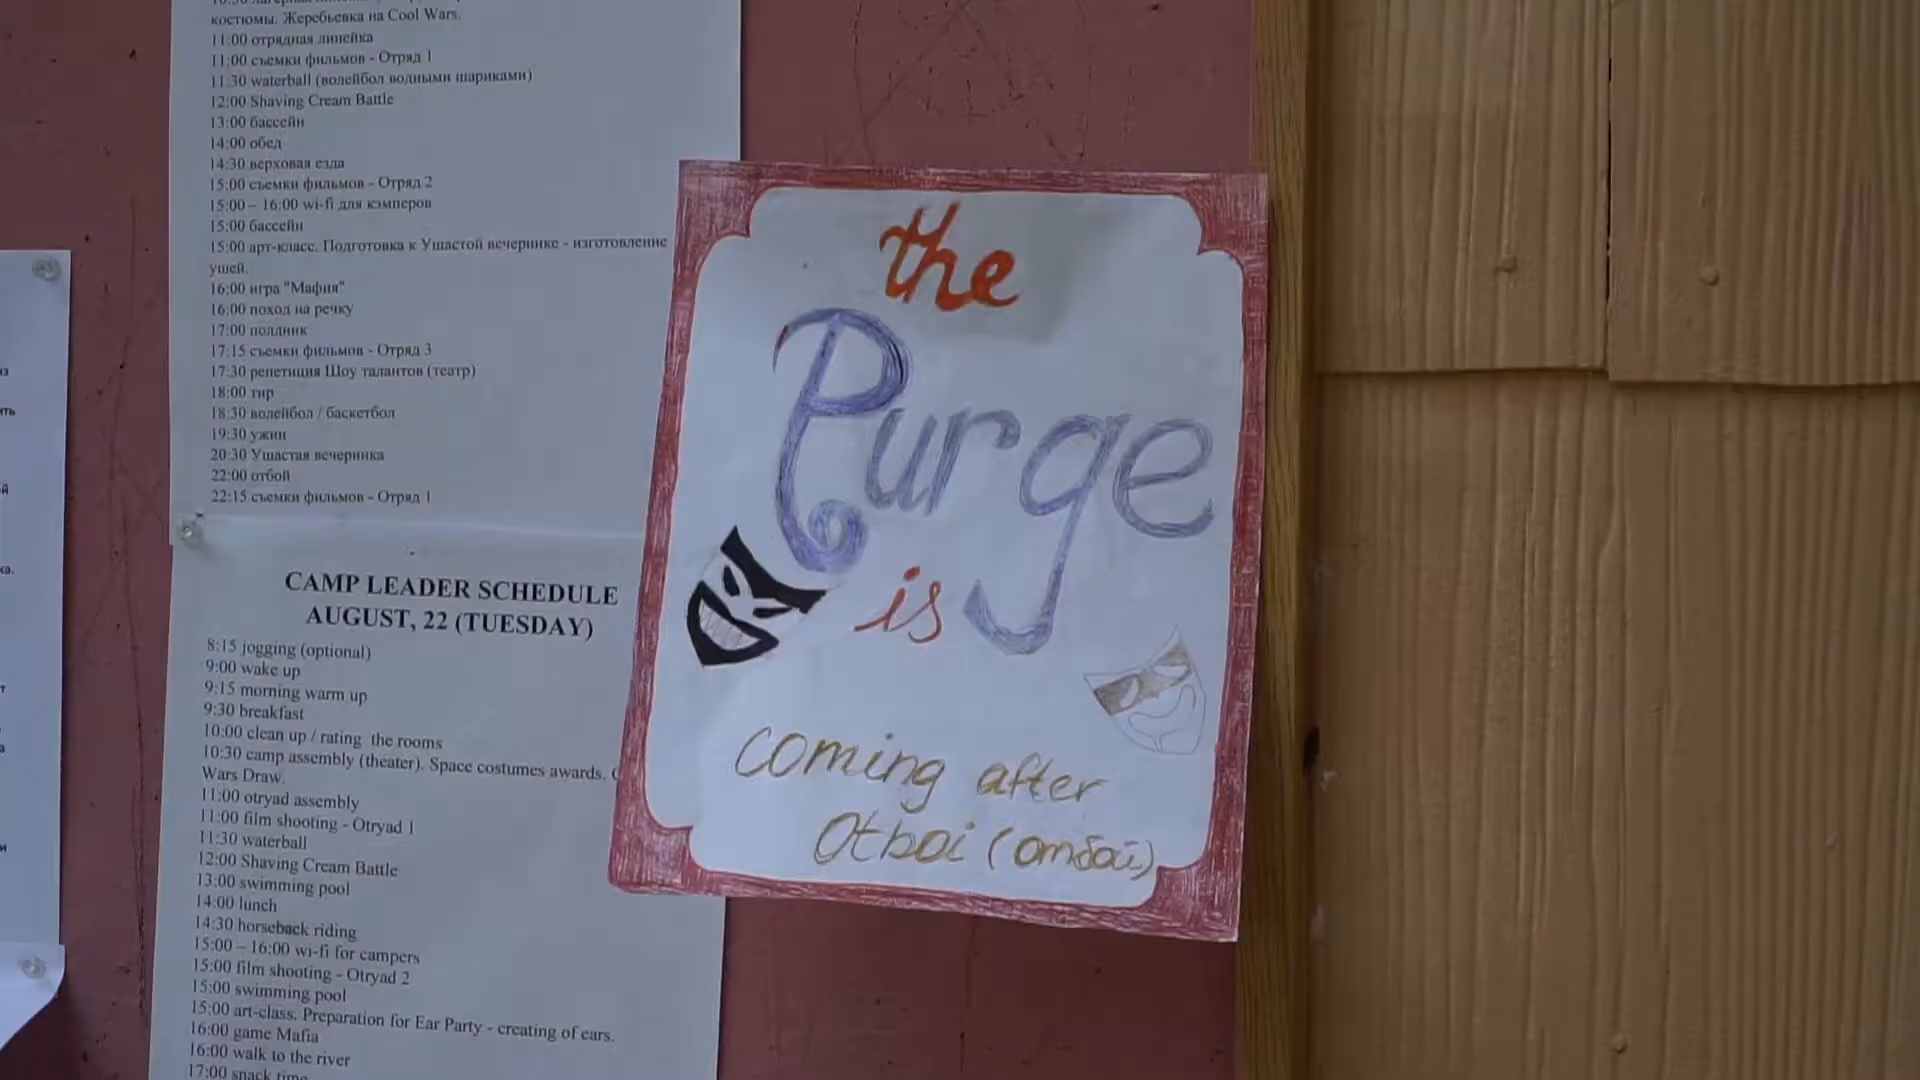 костюмы. Жеребьевка на Cool Wars.
11:00 отрядная линейка
11:00 съемки фильмов - Отряд 1
11:30 waterball (волейбол водными шариками)
12:00 Shaving Cream Battle
13:00 бассейн
14:00 обед
14:30 верховая езда
15:00 съемки фильмов - Отряд 2
15:00 – 16:00 wi-fi для кэмперов
15:00 бассейн
15:00 арт-класс. Подготовка к Ушастой вечеринке - изготовление
ушей.
16:00 игра "Мафия"
16:00 поход на речку
17:00 полдник
17:15 съемки фильмов - Отряд 3
17:30 репетиция Шоу талантов (театр)
18:00 тир
18:30 волейбол / баскетбол
19:30 ужин
20:30 Ушастая вечеринка
22:00 отбой
22:15 съемки фильмов - Отряд 1
CAMP LEADER SCHEDULE
AUGUST, 22 (TUESDAY)
8:15 jogging (optional)
9:00 wake up
9:15 morning warm up
9:30 breakfast
10:00 clean up / rating the rooms
10:30 camp assembly (theater). Space costumes awards.
Wars Draw.
11:00 otryad assembly
11:00 film shooting - Otryad 1
11:30 waterball
12:00 Shaving Cream Battle
13:00 swimming pool
14:00 lunch
14:30 horseback riding
15:00 – 16:00 wi-fi for campers
15:00 film shooting - Otryad 2
15:00 swimming pool
15:00 art-class. Preparation for Ear Party - creating of ears.
16:00 game Mafia
16:00 walk to the river
17:00 snack time
the
Purge
is
coming after
Otboi (отбой)